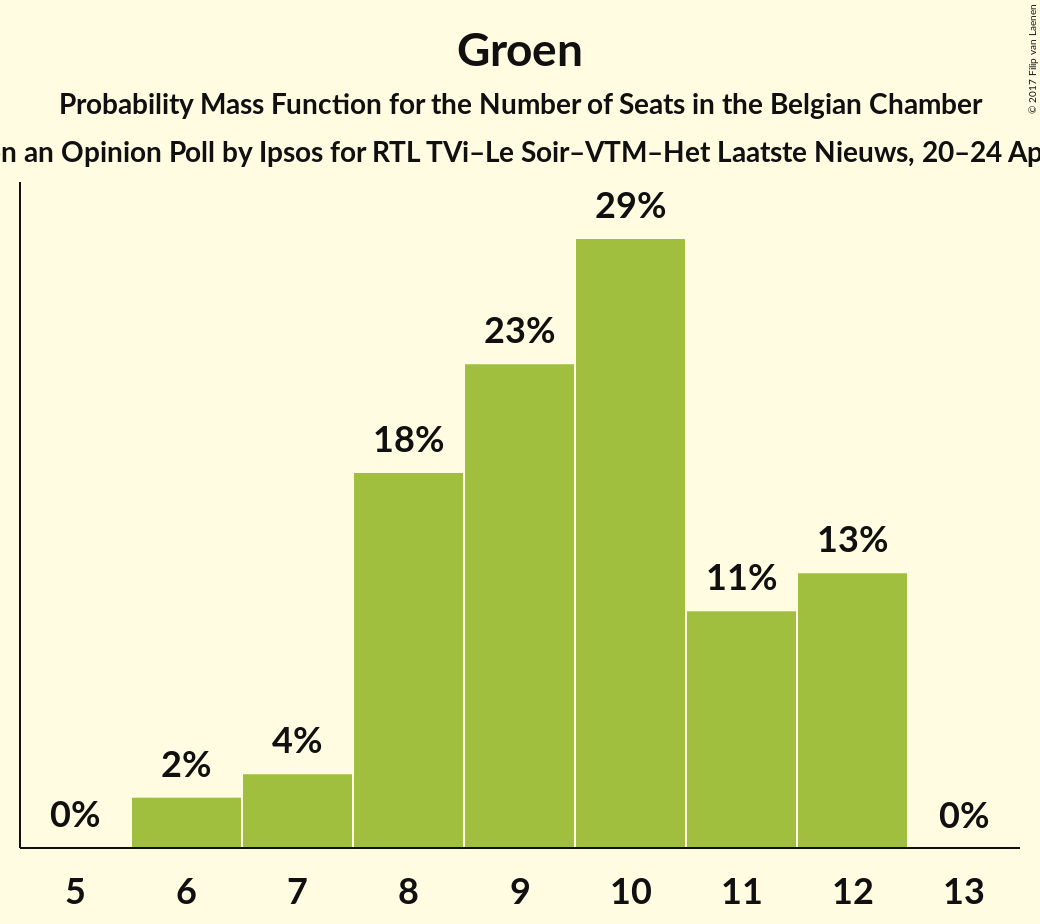 Groen
Probability Mass Function for the Number of Seats in the Belgian Chamber
an Opinion Poll by Ipsos for RTL TVi–Le Soir–VTM–Het Laatste Nieuws, 20–24
© 2017 Filip van Laenen
29%
23%
18%
13%
11%
4%
2%
0%
0%
5 6 7 8 9 10 11 12 13